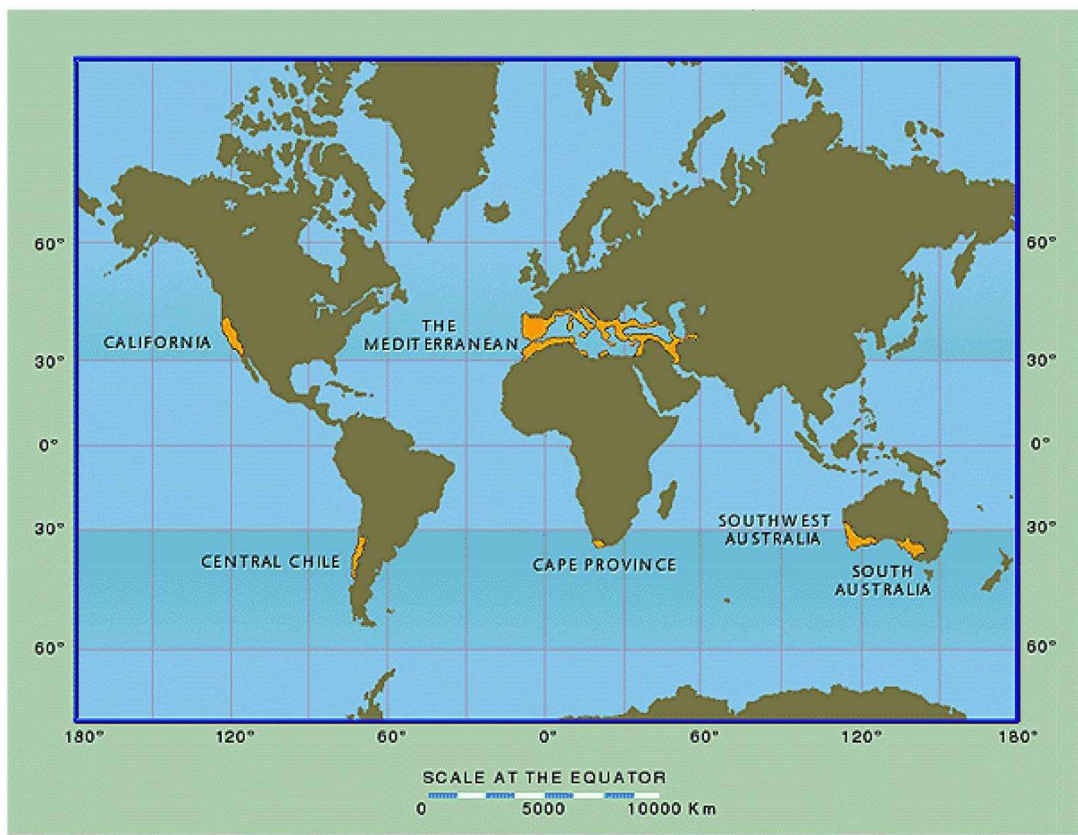 60°
60°
CALIFORNIA
THE
MEDITERRANEAN
30°
30°
0°
0°
30°
30°
SOUTHWEST
AUSTRALIA
CENTRAL CHILE
CAPE PROVINCE
SOUTH
AUSTRALIA
60°
60°
180° 120° 60° 0° 60° 120° 180°
SCALE AT THE EQUATOR
0 5000 10000 Km